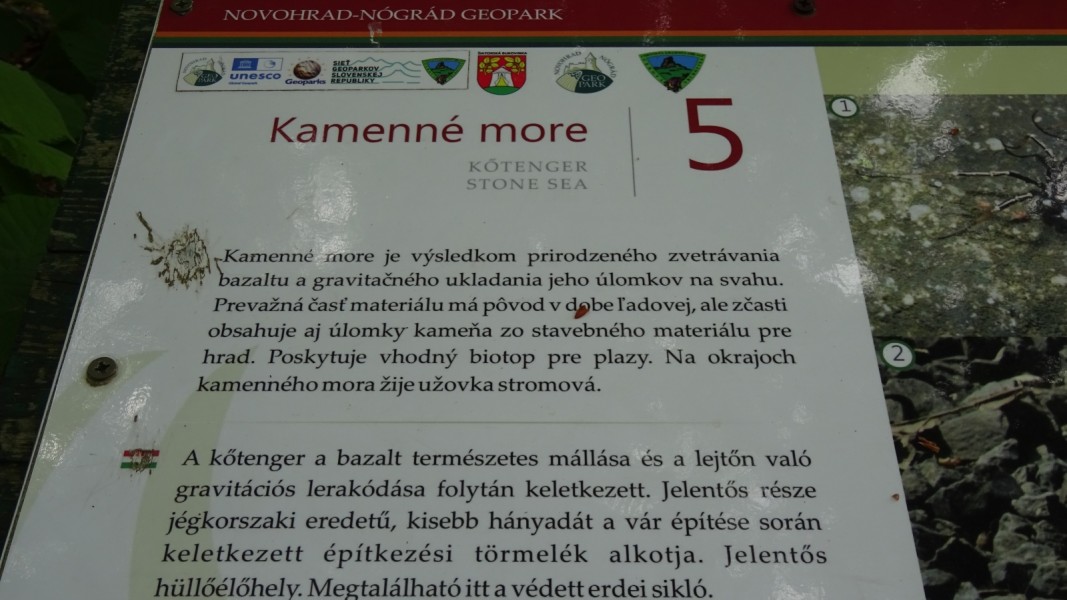 NOVOHRAD-NÓGRÁD GEOPARK
unesco
Geoparks
SIEŤ
GEOPARKOV
SLOVENSKEJ
REPUBLIKY
NOVOHRAD NÓGRÁD
GEO
PARK
Kamenné more
5
KŐTENGER
STONE SEA
1
2
Kamenné more je výsledkom prirodzeného zvetrávania
bazaltu a gravitačného ukladania jeho úlomkov na svahu.
Prevažná časť materiálu má pôvod v dobe ľadovej, ale zčasti
obsahuje aj úlomky kameňa zo stavebného materiálu pre
hrad. Poskytuje vhodný biotop pre plazy. Na okrajoch
kamenného mora žije užovka stromová.
A kőtenger a bazalt természetes mállása és a lejtőn való
gravitációs lerakódása folytán keletkezett. Jelentős része
jégkorszaki eredetű, kisebb hányadát a vár építése során
keletkezett építkezési törmelék alkotja. Jelentős
hüllőélőhely. Megtalálható itt a védett erdei sikló.